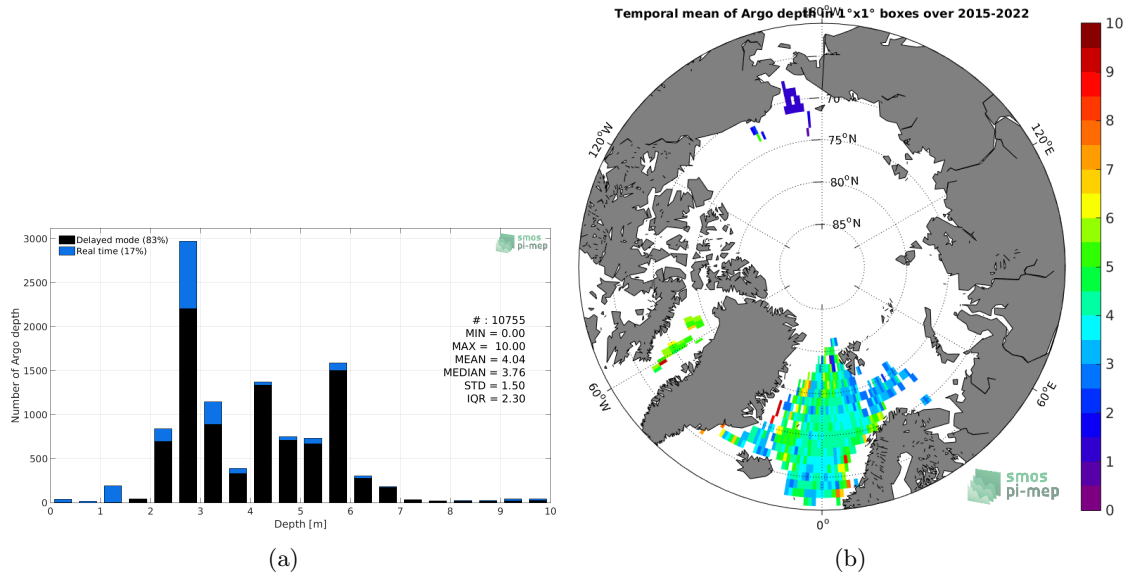 Number of Argo depth
3000
2500
2000
1500
1000
500
0
Delayed mode (83%)
Real time (17%)
smos
pi-mep
# : 10755
MIN = 0.00
MAX = 10.00
MEAN = 4.04
MEDIAN = 3.76
STD = 1.50
IQR = 2.30
0 1 2 3 4 5 6 7 8 9 10
Depth [m]
(a)
Temporal mean of Argo depth in 1°x1° boxes over 2015-2022
180°W
120°W
120°E
70
75°N
80°N
85°N
60°W
60°E
0°
smos
pi-mep
10
9
8
7
6
5
4
3
2
1
0
(b)